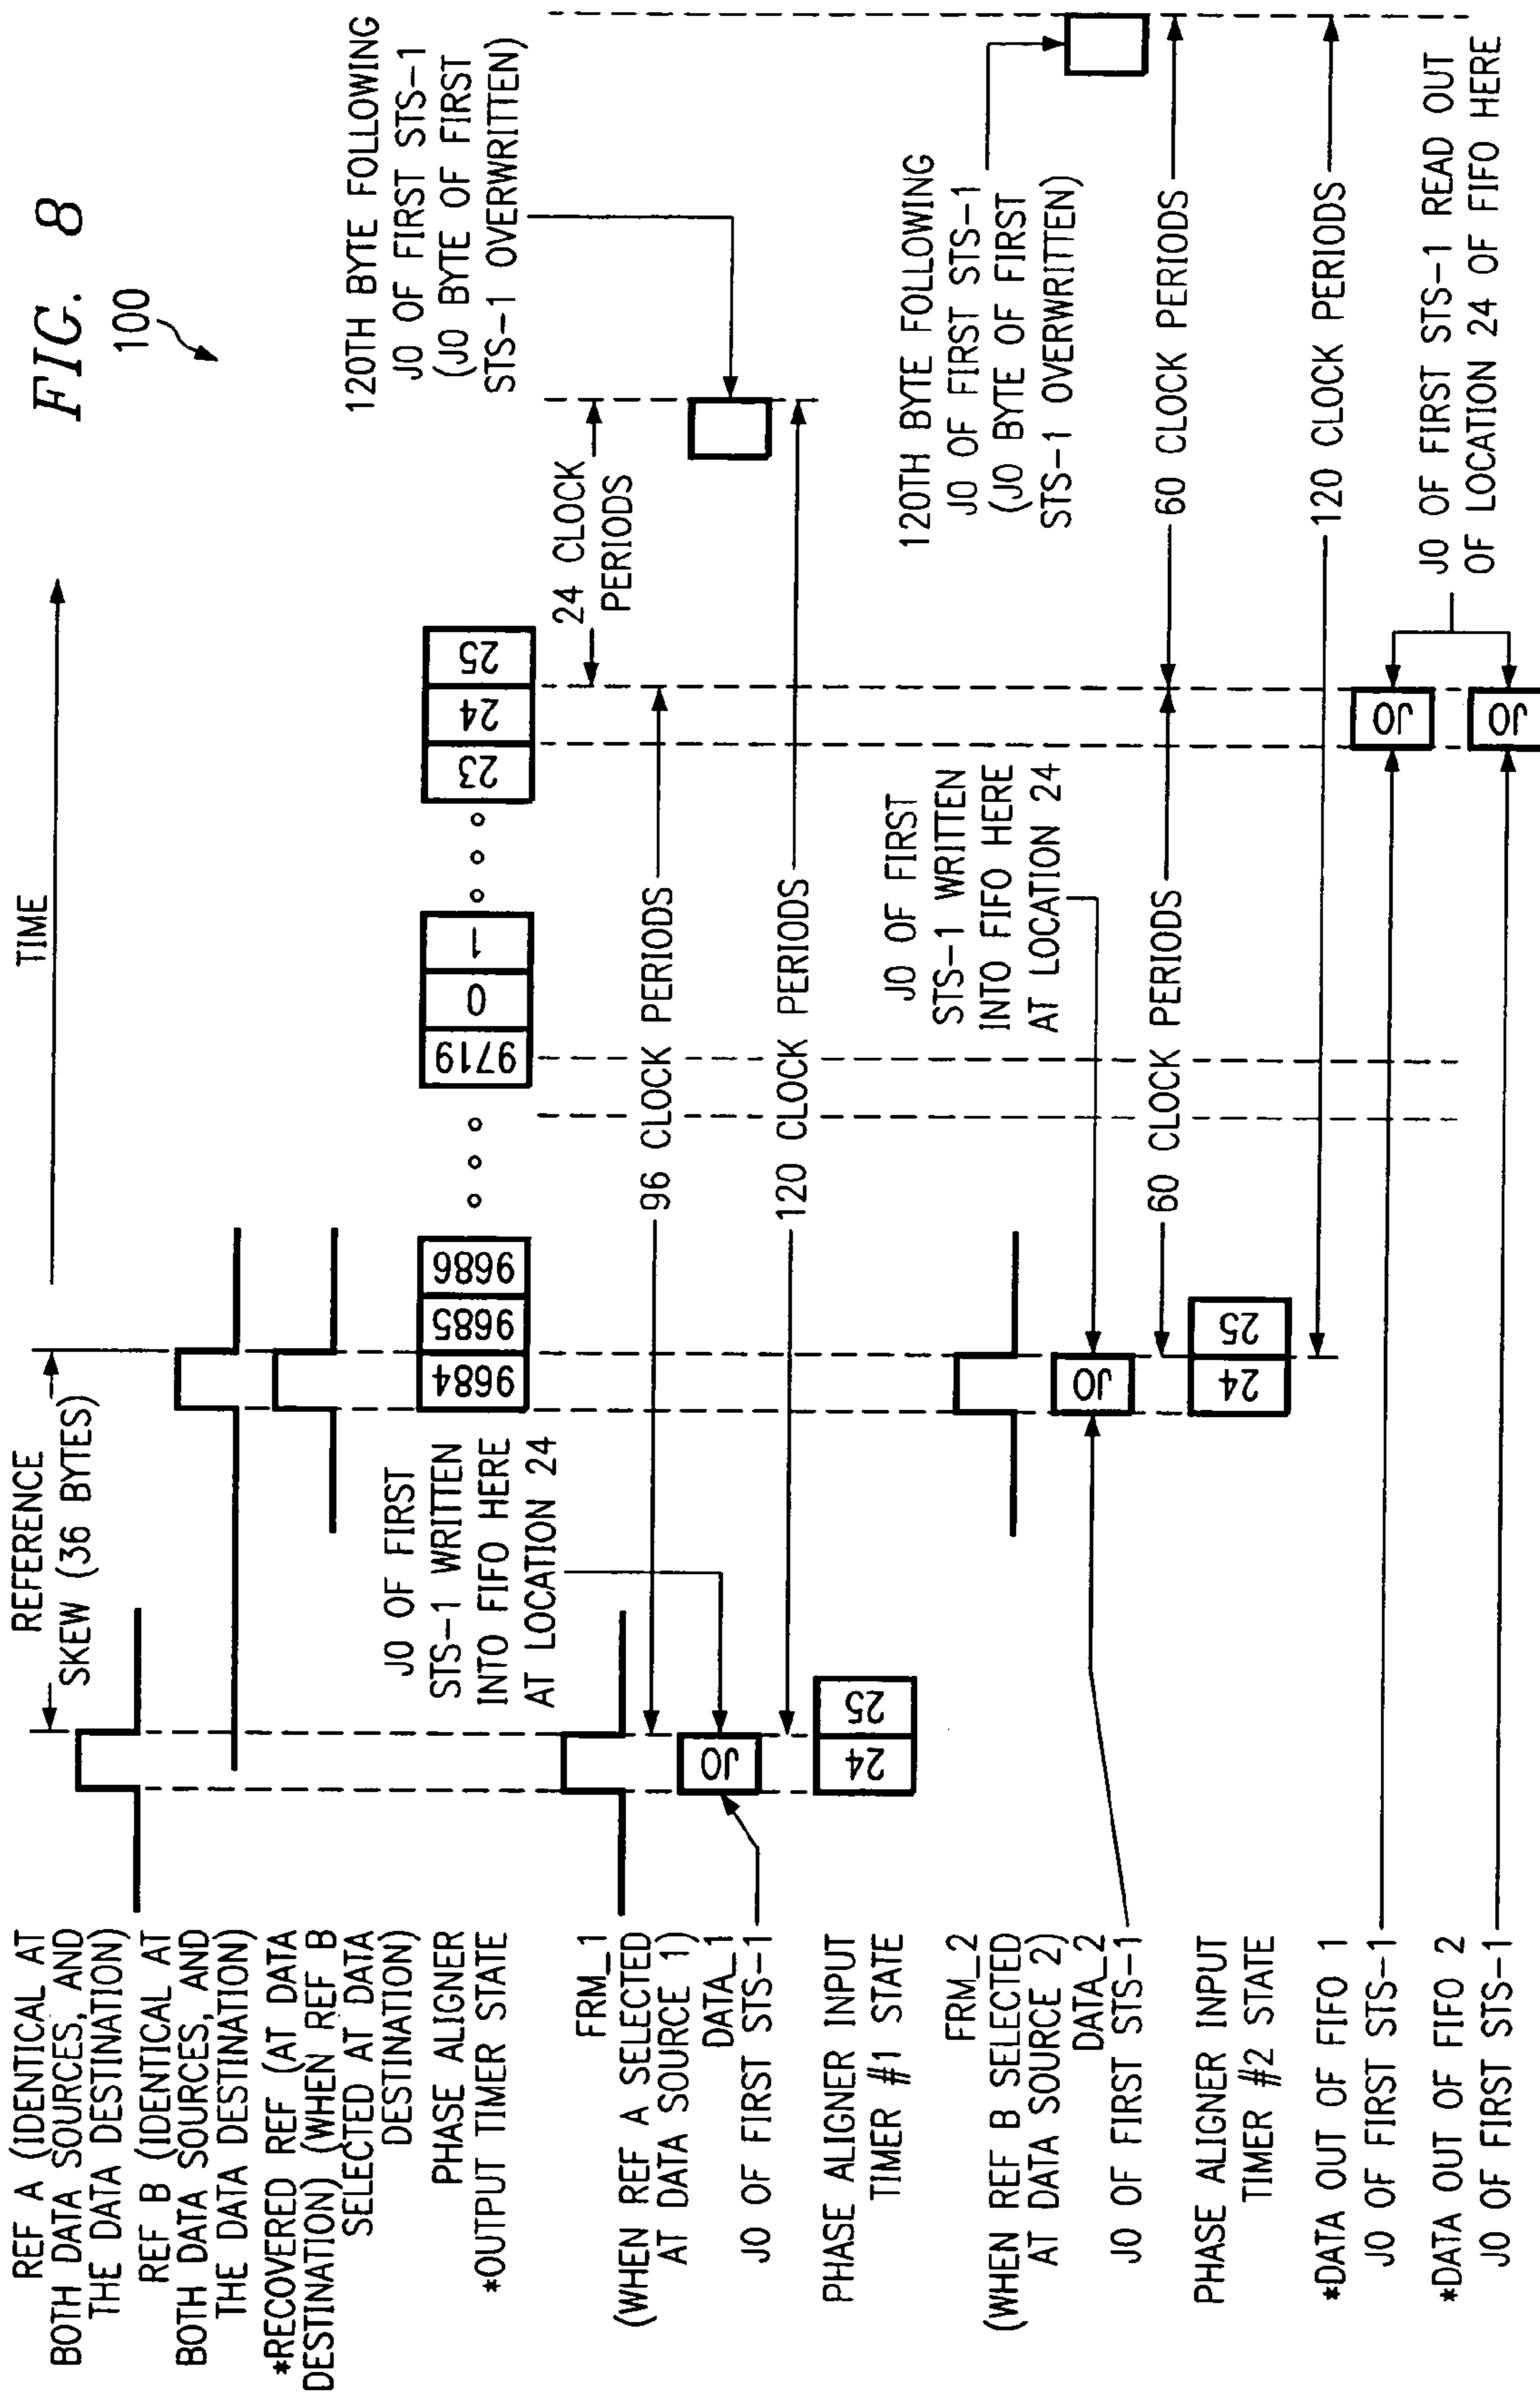 FIG. 8
100
TIME
REFERENCE
SKEW (36 BYTES)
REF A (IDENTICAL AT
BOTH DATA SOURCES, AND
THE DATA DESTINATION)
REF B (IDENTICAL AT
BOTH DATA SOURCES, AND
THE DATA DESTINATION)
*RECOVERED REF (AT DATA
DESTINATION) (WHEN REF B
SELECTED AT DATA
DESTINATION)
PHASE ALIGNER
*OUTPUT TIMER STATE
9684
9685
9686
9719
0
1
23
24
25
120TH BYTE FOLLOWING
J0 OF FIRST STS-1
(J0 BYTE OF FIRST
STS-1 OVERWRITTEN)
J0 OF FIRST
STS-1 WRITTEN
INTO FIFO HERE
AT LOCATION 24
24 CLOCK
PERIODS
FRM_1
(WHEN REF A SELECTED
AT DATA SOURCE 1)
96 CLOCK PERIODS
DATA_1
J0 OF FIRST STS-1
J0
120 CLOCK PERIODS
PHASE ALIGNER INPUT
TIMER #1 STATE
24
25
J0 OF FIRST
STS-1 WRITTEN
INTO FIFO HERE
AT LOCATION 24
120TH BYTE FOLLOWING
J0 OF FIRST STS-1
(J0 BYTE OF FIRST
STS-1 OVERWRITTEN)
FRM_2
(WHEN REF B SELECTED
AT DATA SOURCE 2)
DATA_2
J0 OF FIRST STS-1
J0
60 CLOCK PERIODS
60 CLOCK PERIODS
PHASE ALIGNER INPUT
TIMER #2 STATE
24
25
120 CLOCK PERIODS
*DATA OUT OF FIFO 1
J0 OF FIRST STS-1
J0
*DATA OUT OF FIFO 2
J0 OF FIRST STS-1
J0
J0 OF FIRST STS-1 READ OUT
OF LOCATION 24 OF FIFO HERE